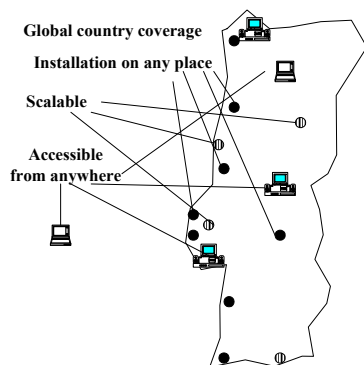 Global country coverage
Installation on any place
Scalable
Accessible
from anywhere